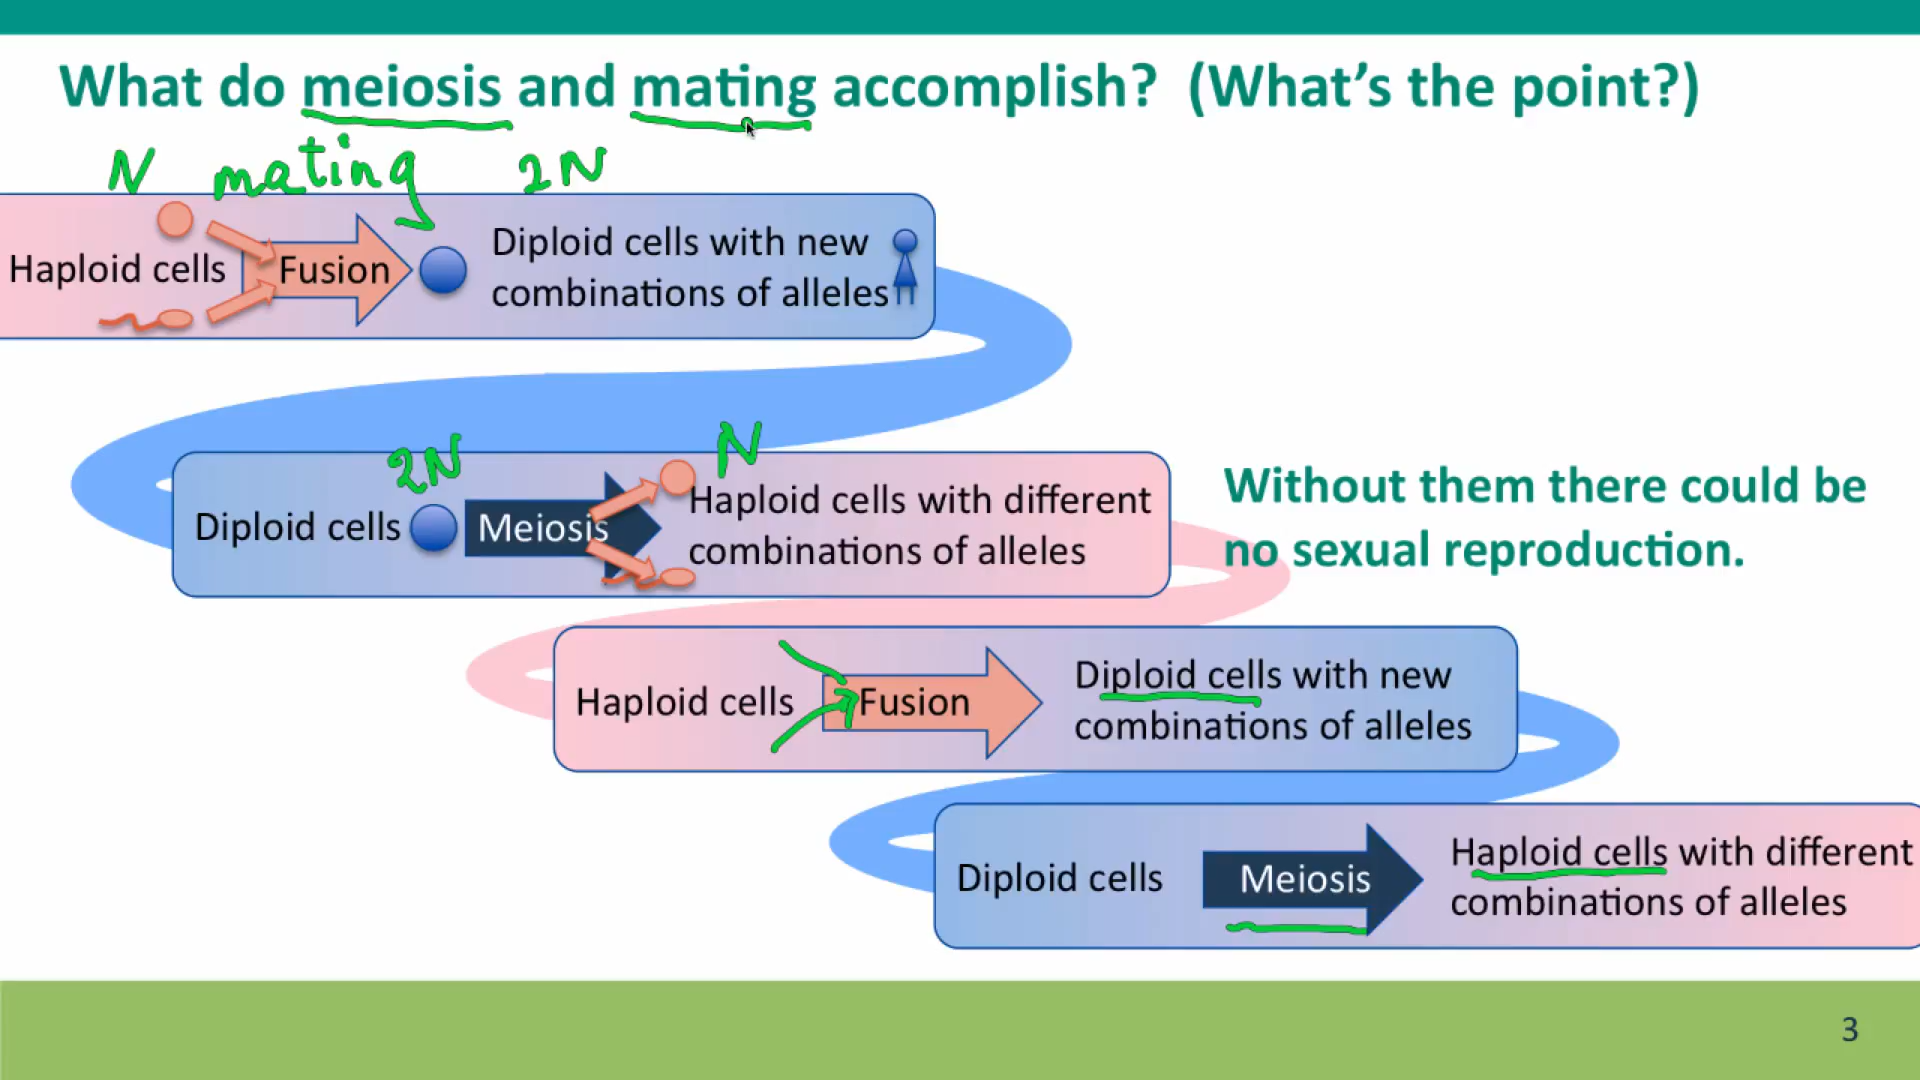 What do meiosis and mating accomplish? (What's the point?)
N mating 2N
Haploid cells
Fusion
Diploid cells with new
combinations of alleles
2N
N
Diploid cells
Meiosis
Haploid cells with different
combinations of alleles
Without them there could be
no sexual reproduction.
Haploid cells
Fusion
Diploid cells with new
combinations of alleles
Diploid cells
Meiosis
Haploid cells with different
combinations of alleles
3